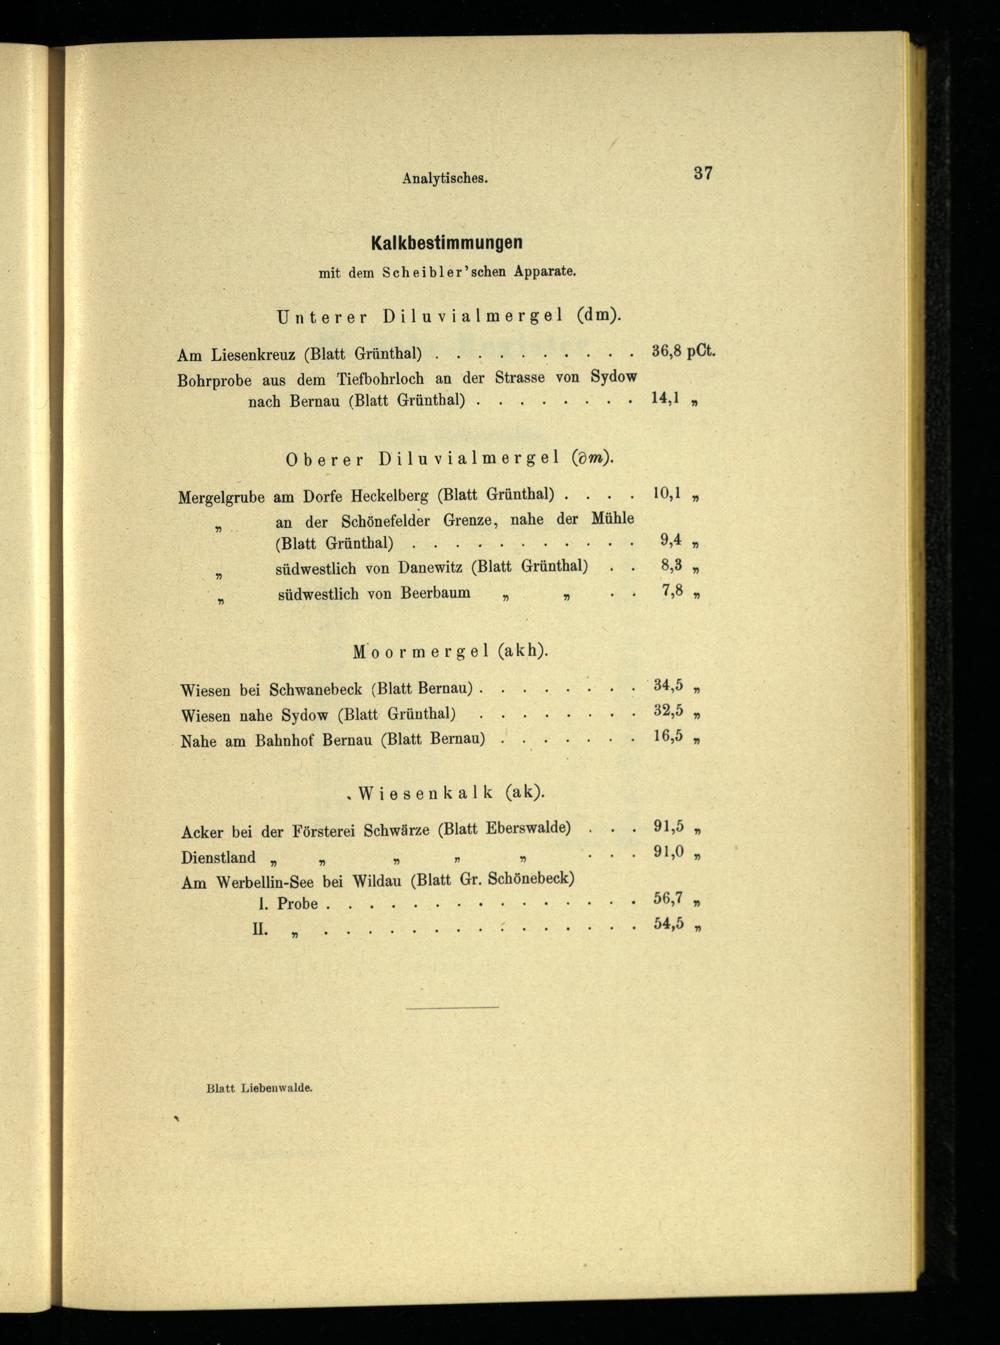 Analytisches. 37
Kalkbestimmungen
mit dem Scheibler'schen Apparate.
Unterer Diluvialmergel (dm).
Am Liesenkreuz (Blatt Grünthal) . . . . . . . . . . 36,8 pCt.
Bohrprobe aus dem Tiefbohrloch an der Strasse von Sydow
nach Bernau (Blatt Grünthal) . . . . . . . . 14,1 „
Oberer Diluvialmergel (∂m).
Mergelgrube am Dorfe Heckelberg (Blatt Grünthal) . . . . 10,1 „
„ an der Schönefelder Grenze, nahe der Mühle
(Blatt Grünthal) . . . . . . . . . . . 9,4 „
„ südwestlich von Danewitz (Blatt Grünthal) . . 8,3 „
„ südwestlich von Beerbaum „ „ . . 7,8 „
Moormergel (akh).
Wiesen bei Schwanebeck (Blatt Bernau) . . . . . . . . 34,5 „
Wiesen nahe Sydow (Blatt Grünthal) . . . . . . . . 32,5 „
Nahe am Bahnhof Bernau (Blatt Bernau) . . . . . . . 16,5 „
Wiesenkalk (ak).
Acker bei der Försterei Schwärze (Blatt Eberswalde) . . . 91,5 „
Dienstland „ „ „ „ „ . . . 91,0 „
Am Werbellin-See bei Wildau (Blatt Gr. Schönebeck)
I. Probe . . . . . . . . . . . . . . . 56,7 „
II. „ . . . . . . . . . . . . . . . 54,5 „
Blatt Liebenwalde.